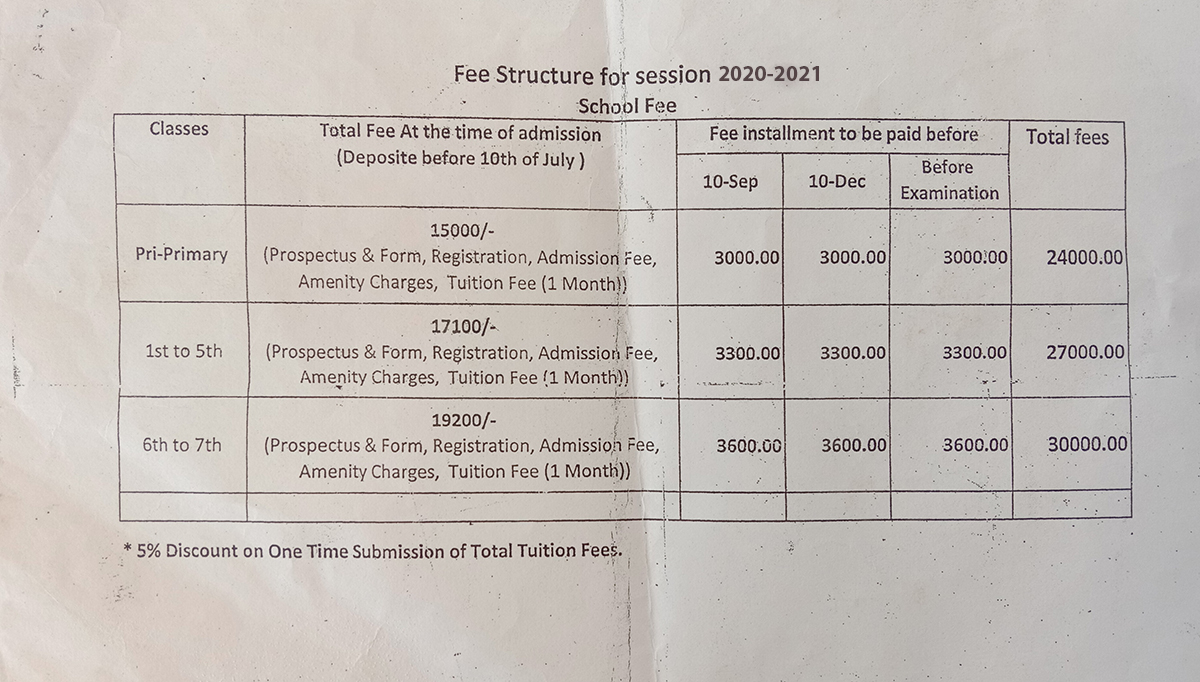 Fee Structure for session 2020-2021
School Fee
Classes
Total Fee At the time of admission
(Deposite before 10th of July )
Fee installment to be paid before
Total fees
10-Sep
10-Dec
Before
Examination
Pri-Primary
15000/-
(Prospectus & Form, Registration, Admission Fee,
Amenity Charges, Tuition Fee (1 Month))
3000.00
3000.00
3000.00
24000.00
1st to 5th
17100/-
(Prospectus & Form, Registration, Admission Fee,
Amenity Charges, Tuition Fee (1 Month))
3300.00
3300.00
3300.00
27000.00
6th to 7th
19200/-
(Prospectus & Form, Registration, Admission Fee,
Amenity Charges, Tuition Fee (1 Month))
3600.00
3600.00
3600.00
30000.00
* 5% Discount on One Time Submission of Total Tuition Fees.